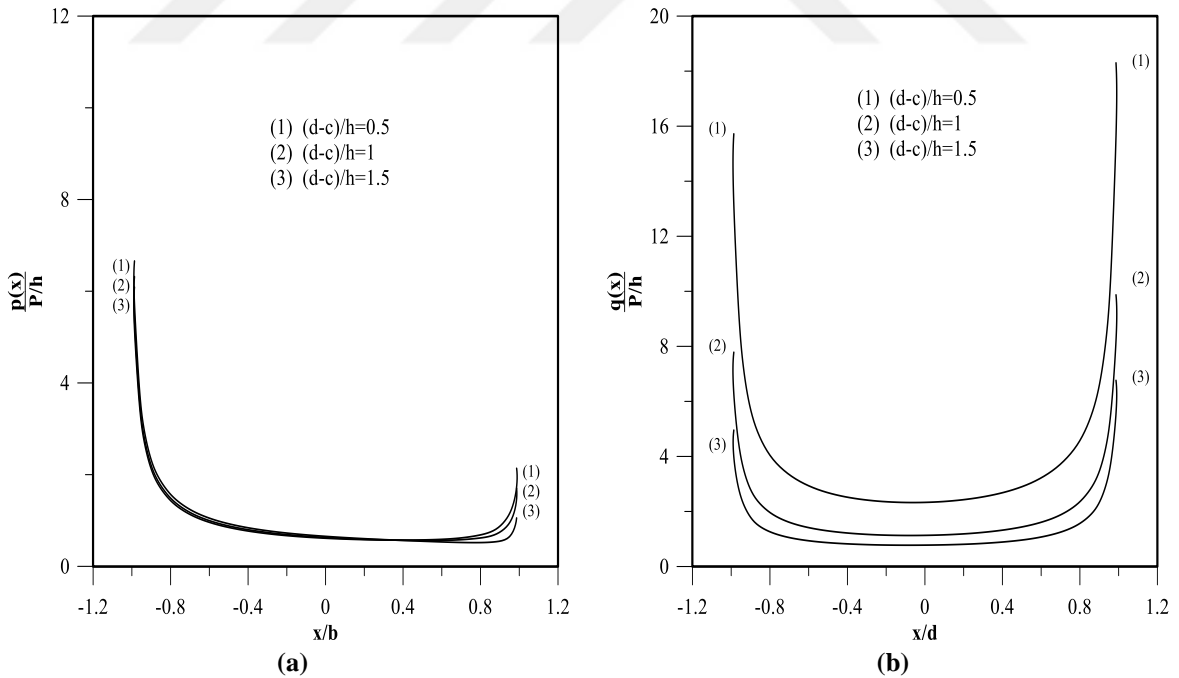 12
8
4
0
p(x)
P/h
(1) (d-c)/h=0.5
(2) (d-c)/h=1
(3) (d-c)/h=1.5
(1)
(2)
(3)
(1)
(2)
(3)
-1.2 -0.8 -0.4 0 0.4 0.8 1.2
x/b
(a)
20
16
12
8
4
0
q(x)
P/h
(1) (d-c)/h=0.5
(2) (d-c)/h=1
(3) (d-c)/h=1.5
(1)
(2)
(3)
(1)
(2)
(3)
-1.2 -0.8 -0.4 0 0.4 0.8 1.2
x/d
(b)